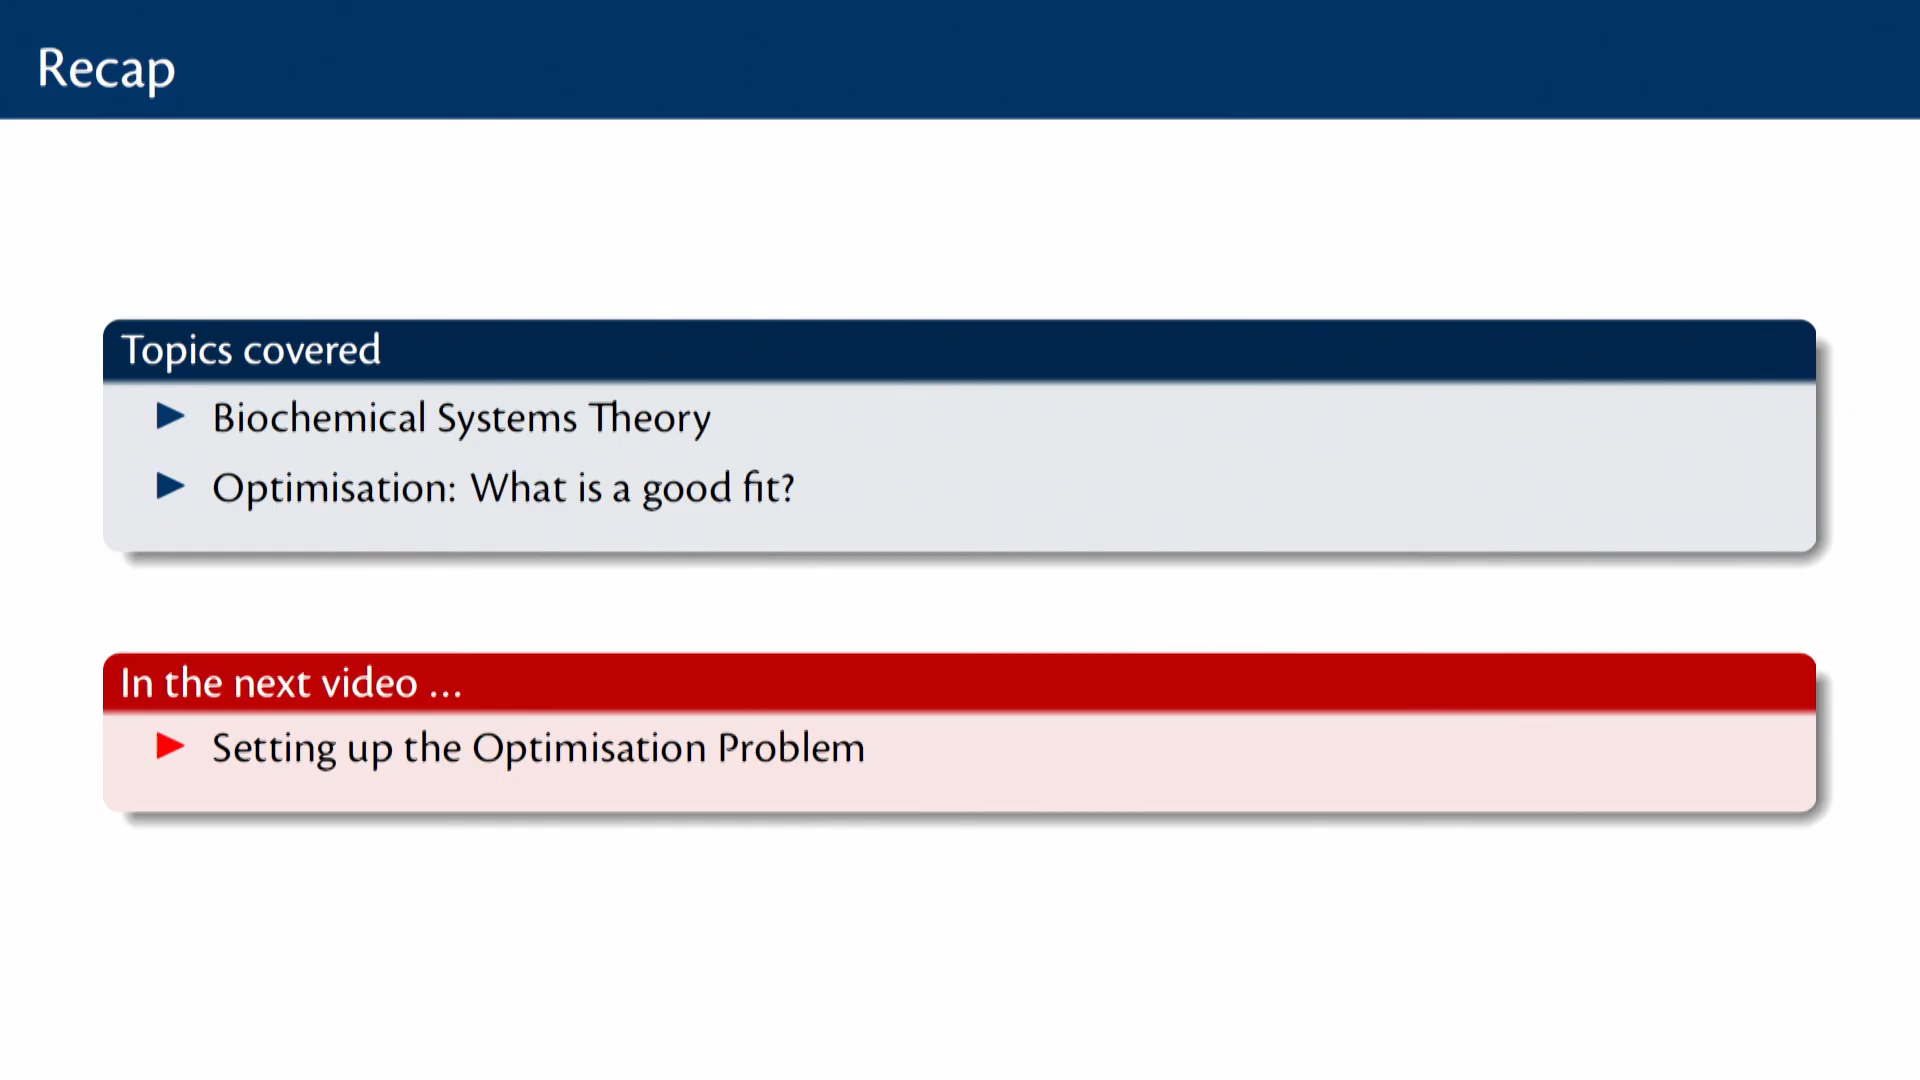 Recap
Topics covered
Biochemical Systems Theory
Optimisation: What is a good fit?
In the next video ...
Setting up the Optimisation Problem